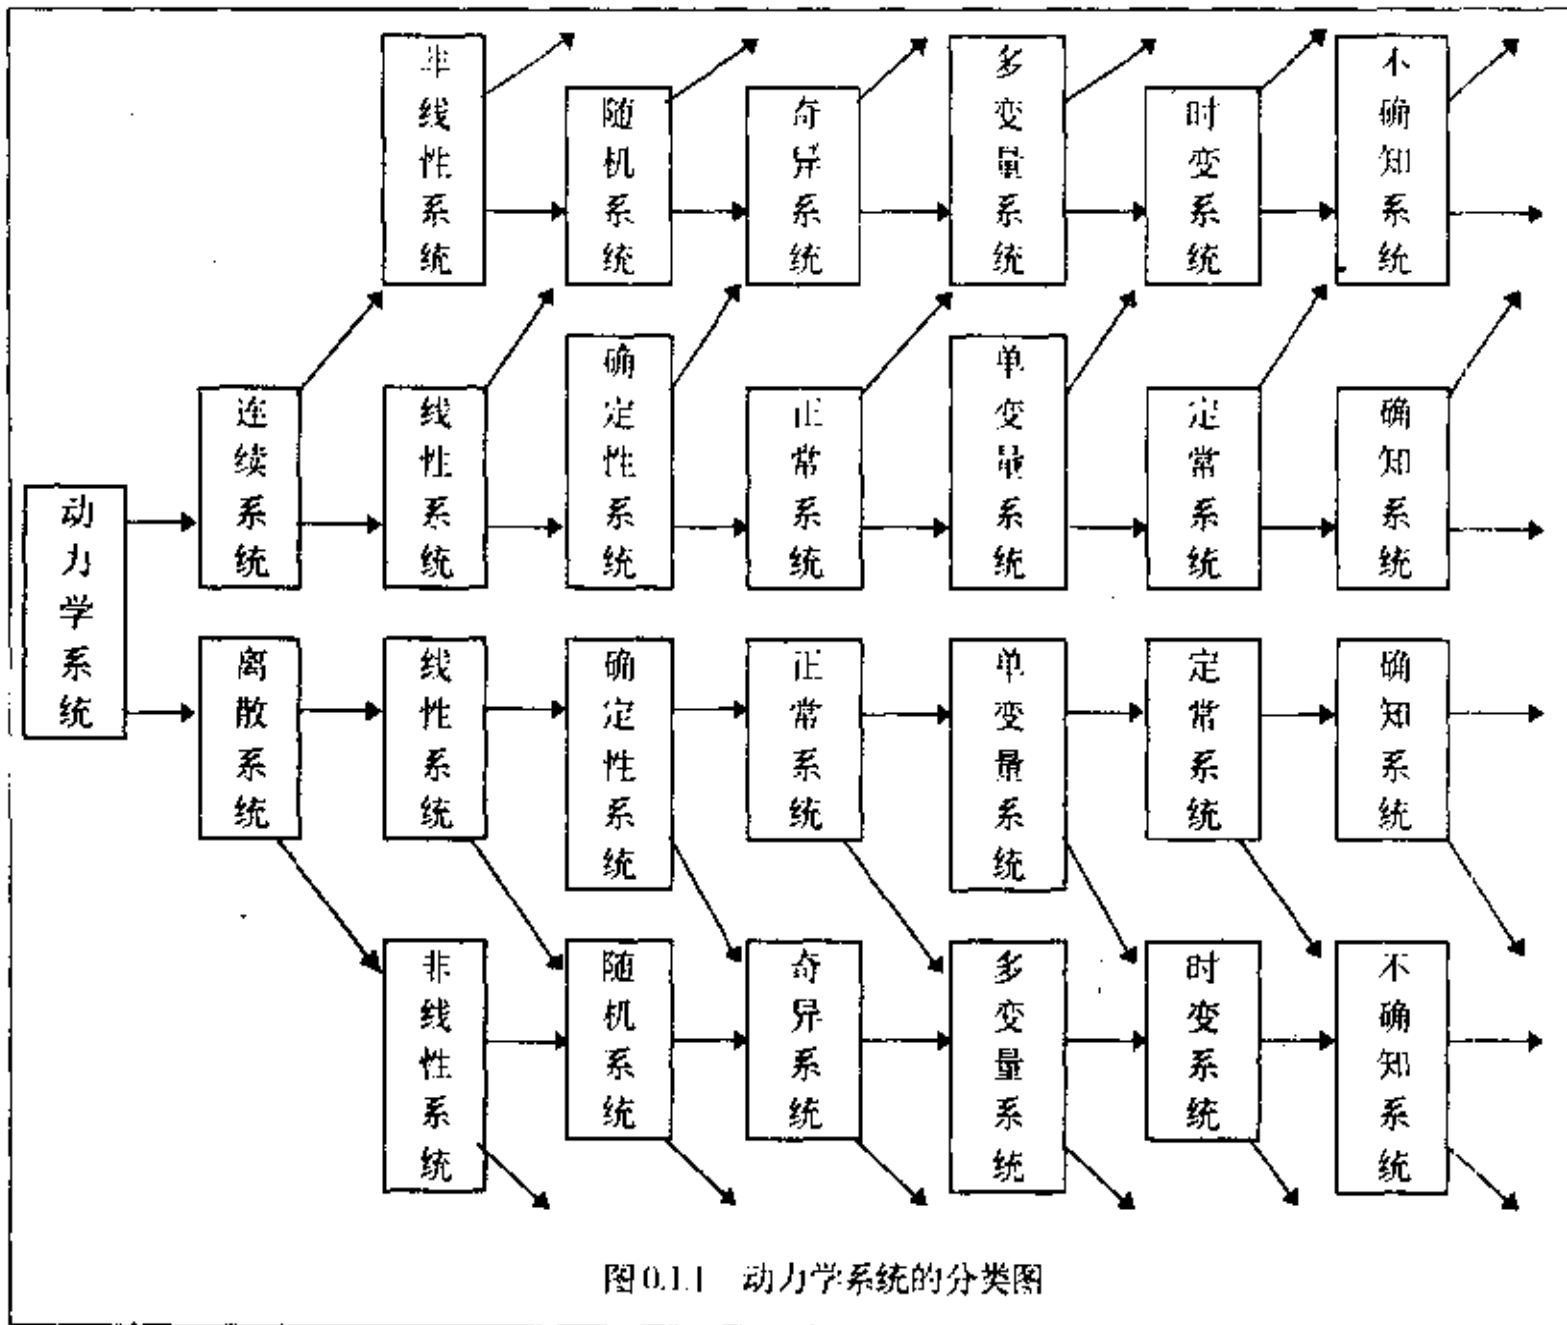 非线性系统
随机系统
奇异系统
多变量系统
时变系统
不确知系统
动力学系统
连续系统
线性系统
确定性系统
正常系统
单变量系统
定常系统
确知系统
离散系统
线性系统
确定性系统
正常系统
单变量系统
定常系统
确知系统
非线性系统
随机系统
奇异系统
多变量系统
时变系统
不确知系统
图0.1.1 动力学系统的分类图